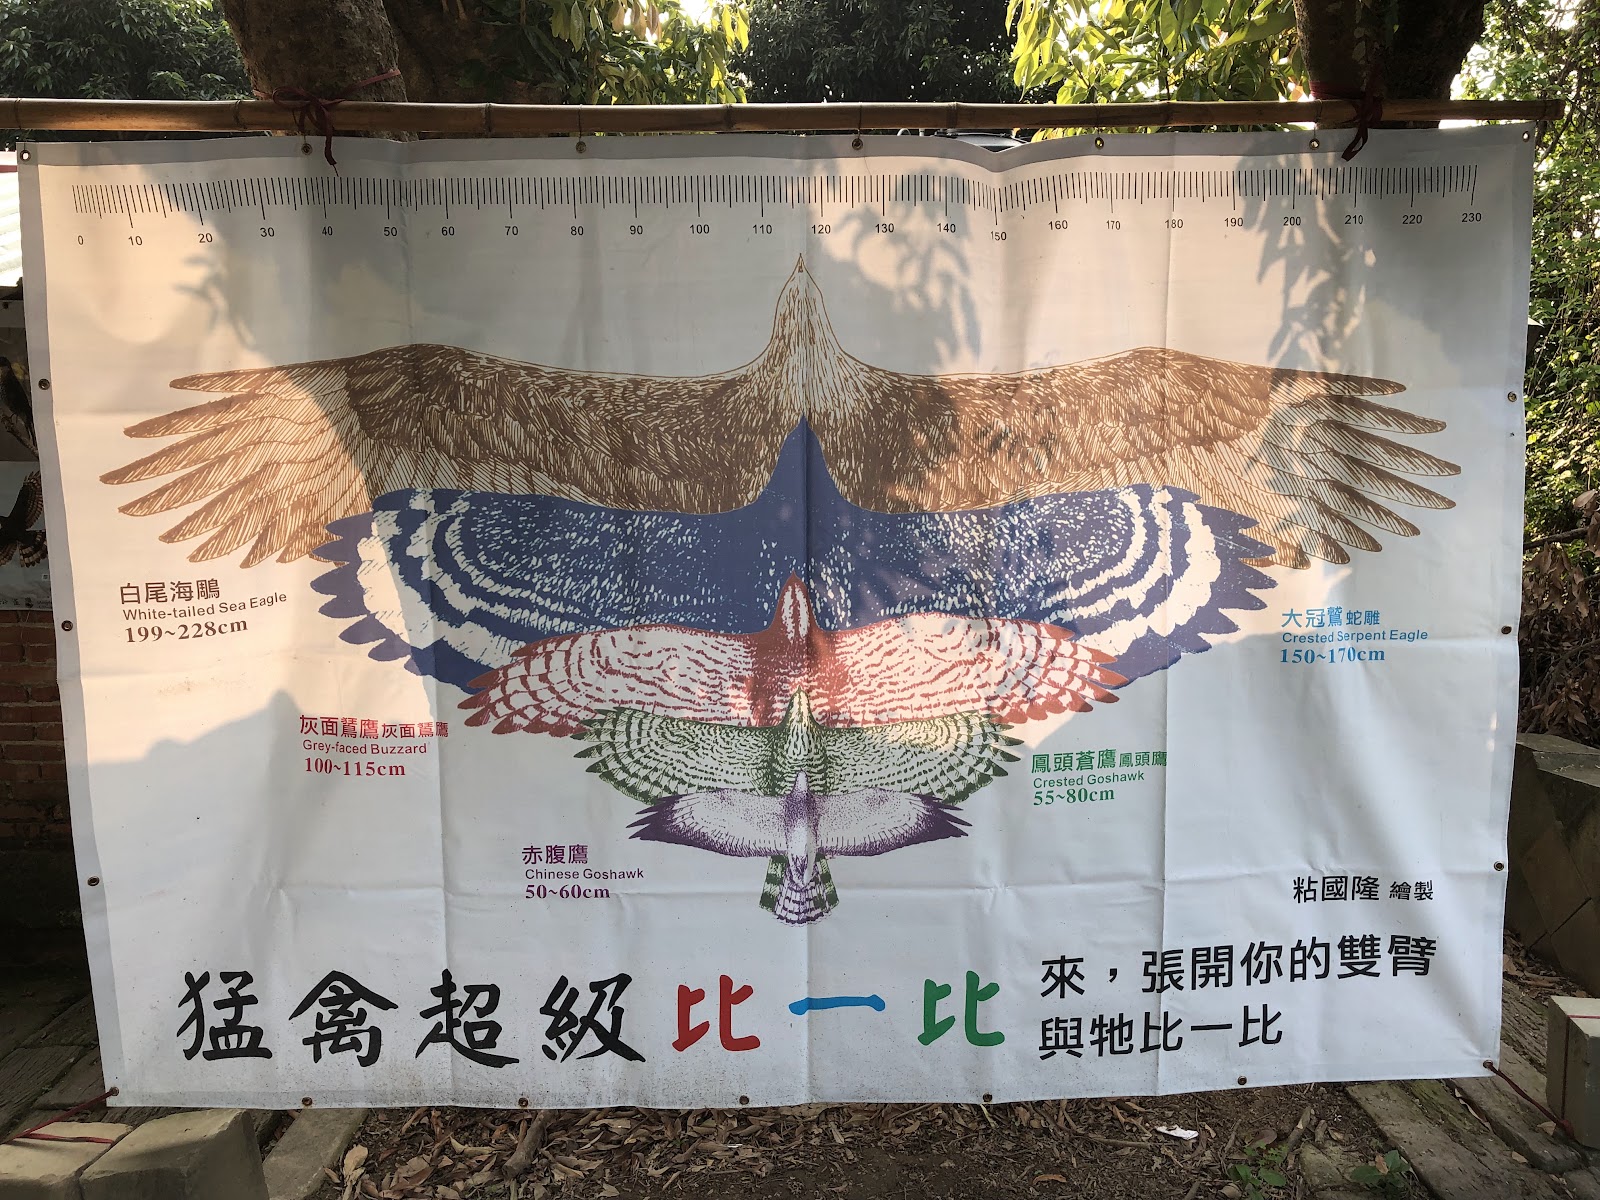 0 10 20 30 40 50 60 70 80 90 100 110 120 130 140 150 160 170 180 190 200 210 220 230
白尾海鵰
White-tailed Sea Eagle
199~228cm
大冠鷲蛇雕
Crested Serpent Eagle
150~170cm
灰面鵟鷹灰面鵟鷹
Grey-faced Buzzard
100~115cm
鳳頭蒼鷹鳳頭鷹
Crested Goshawk
55~80cm
赤腹鷹
Chinese Goshawk
50~60cm
粘國隆 繪製
猛禽超級比一比
來，張開你的雙臂
與牠比一比